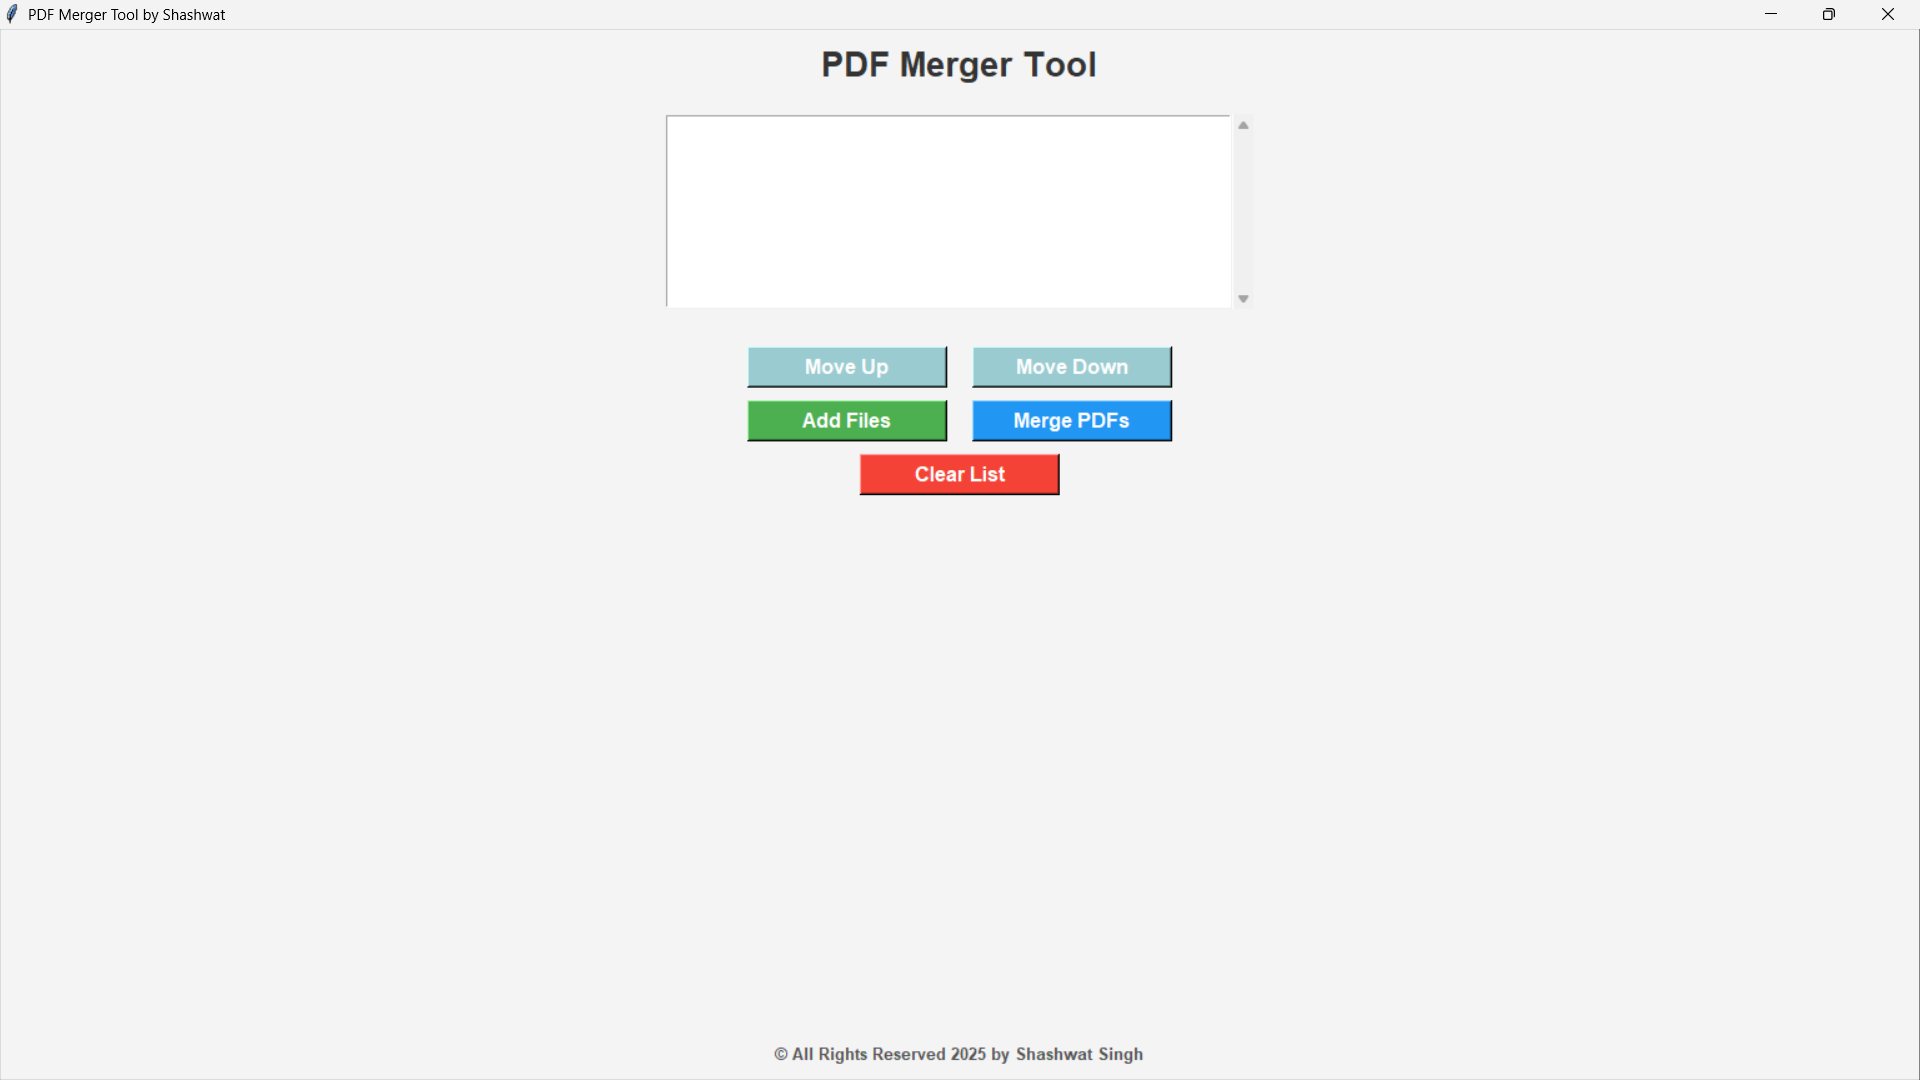 PDF Merger Tool by Shashwat
PDF Merger Tool
Move Up
Move Down
Add Files
Merge PDFs
Clear List
© All Rights Reserved 2025 by Shashwat Singh